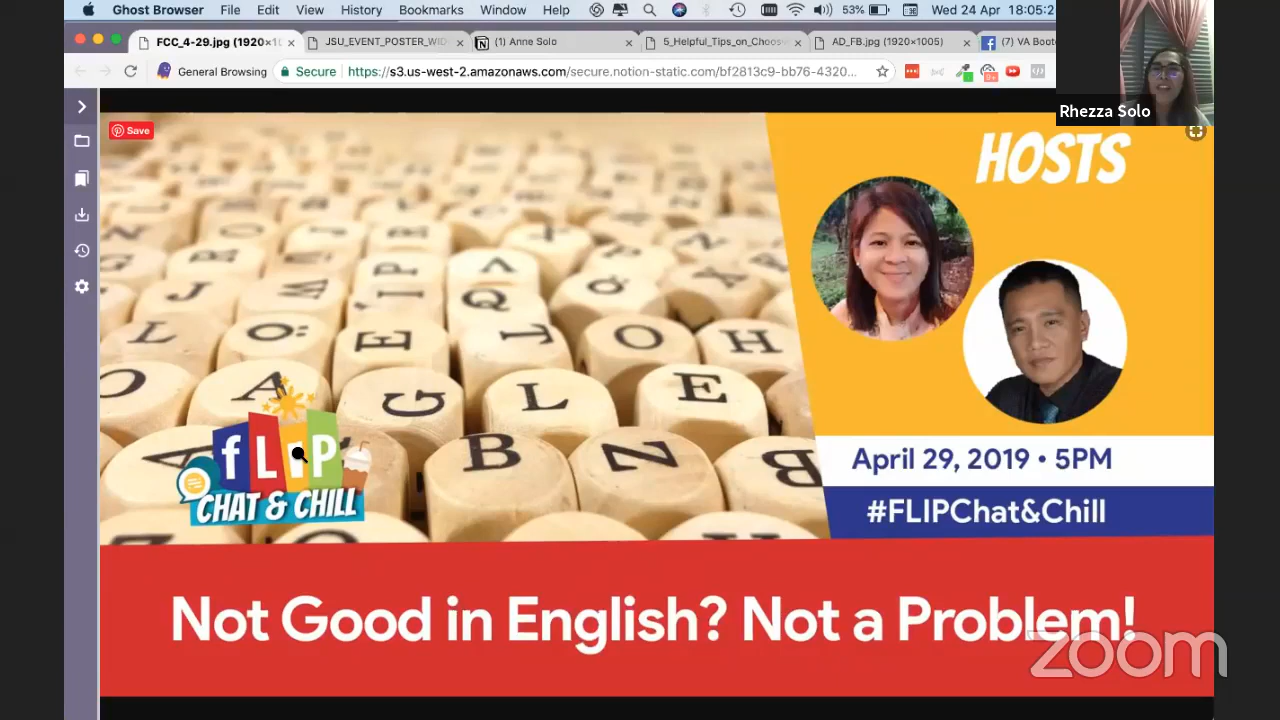 Ghost Browser File Edit View History Bookmarks Window Help 53% Wed 24 Apr 18:05:2
FCC_4-29.jpg (1920×1 JSU_EVENT_POSTER_WID (1) Anne Solo 5_Helpful_Tips_on_Choos AD_FB.jpg (1920×1005) (7) VA Boot
General Browsing Secure https://s3.us-west-2.amazonaws.com/secure.notion-static.com/bf2813c9-bb76-4320...
Rhezza Solo
Save
HOSTS
V
P
I
Q
J
L
Ö
E
T
O
H
O
A
G
L
E
A
B
N
B
fLiP
CHAT & CHILL
April 29, 2019 • 5PM
#FLIPChat&Chill
Not Good in English? Not a Problem!
zoom